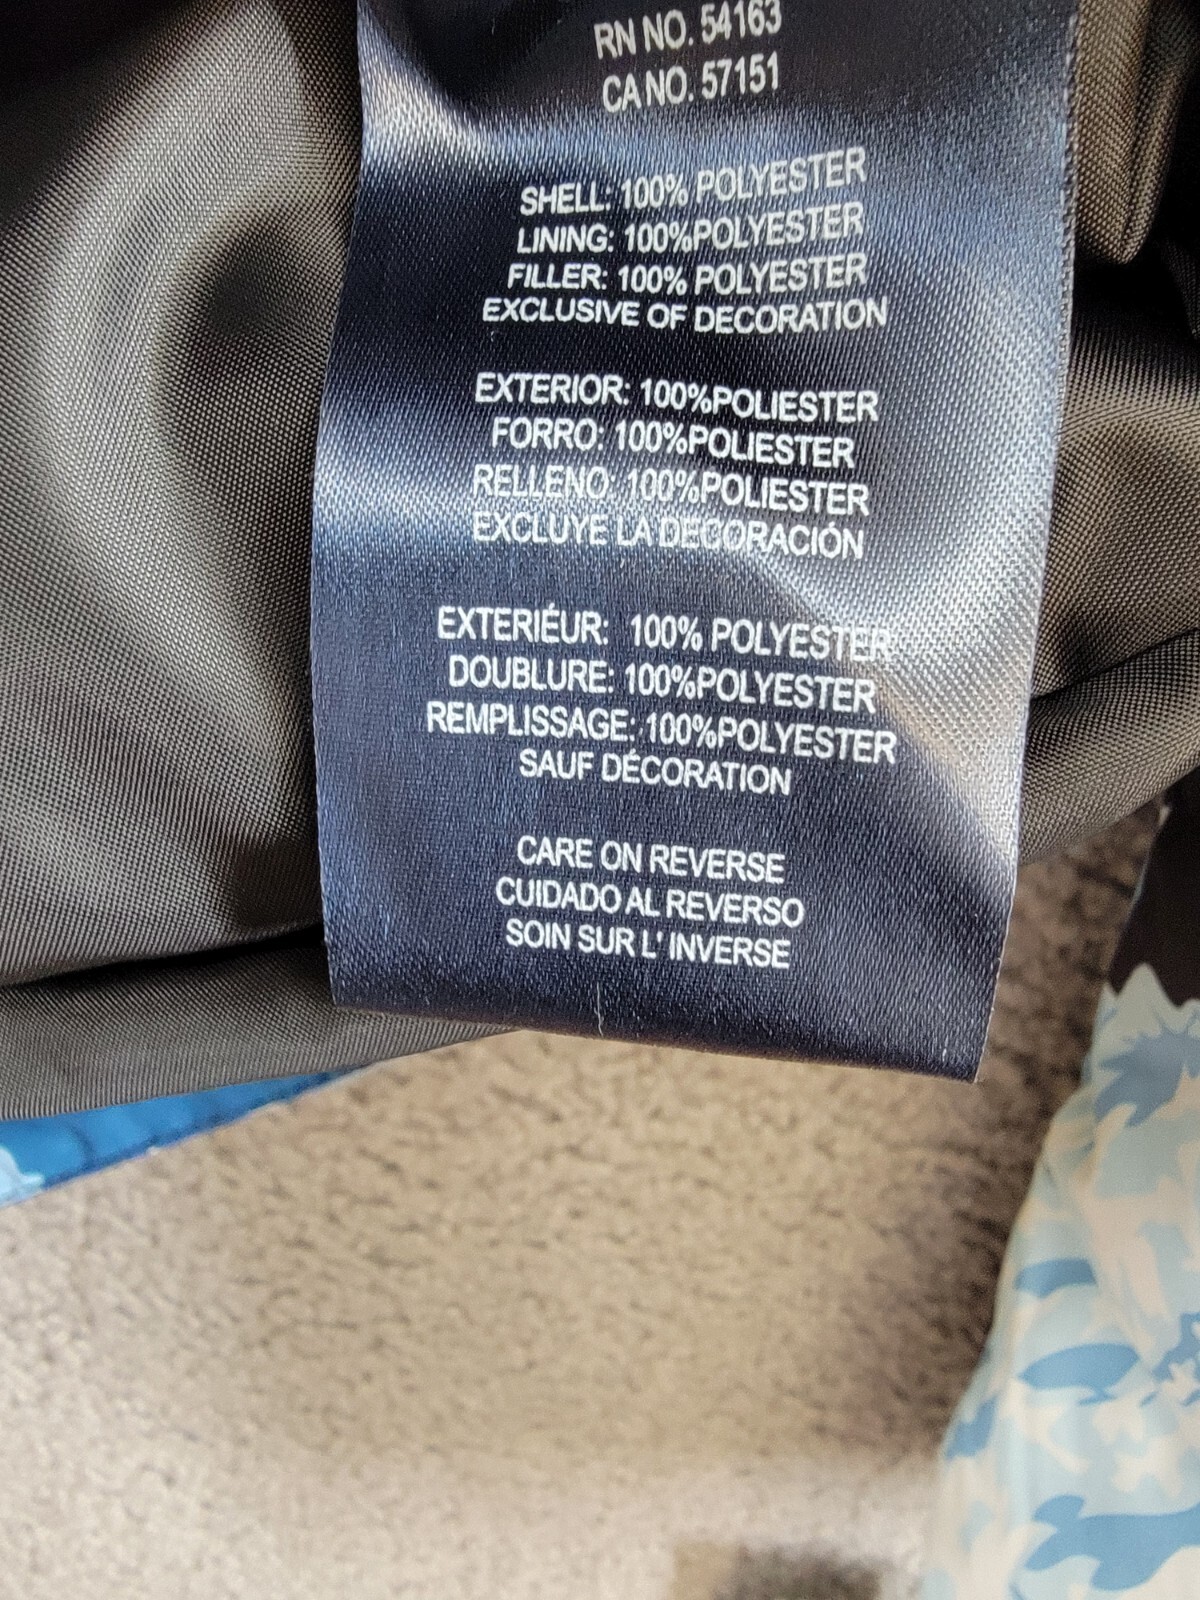 RN NO. 54163
CA NO. 57151
SHELL: 100% POLYESTER
LINING: 100%POLYESTER
FILLER: 100% POLYESTER
EXCLUSIVE OF DECORATION
EXTERIOR: 100%POLIESTER
FORRO: 100%POLIESTER
RELLENO: 100%POLIESTER
EXCLUYE LA DECORACIÓN
EXTERIÉUR: 100% POLYESTER
DOUBLURE: 100%POLYESTER
REMPLISSAGE: 100%POLYESTER
SAUF DÉCORATION
CARE ON REVERSE
CUIDADO AL REVERSO
SOIN SUR L' INVERSE